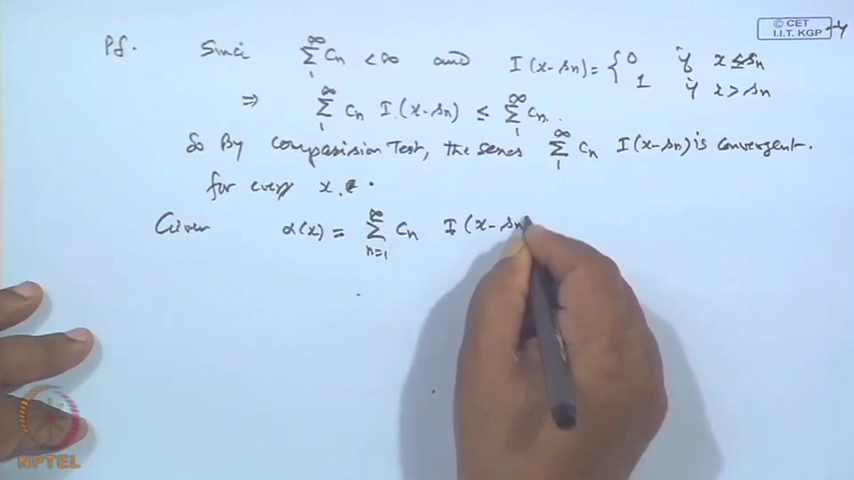 © CET
I.I.T. KGP
Pf. Since ∑₁^∞ Cn < ∞ and I(x-sn) = { 0 if x ≤ sn
1 if x > sn
⇒ ∑₁^∞ Cn I(x-sn) ≤ ∑₁^∞ Cn.
So By Compasision Test, the series ∑₁^∞ Cn I(x-sn) is convergent.
for every x.
Given α(x) = ∑_{n=1}^∞ Cn I(x-sn
NPTEL